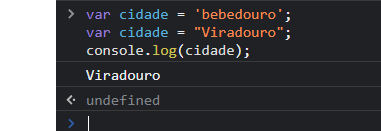 > var cidade = 'bebedouro';
var cidade = "Viradouro";
console.log(cidade);
Viradouro
undefined
>